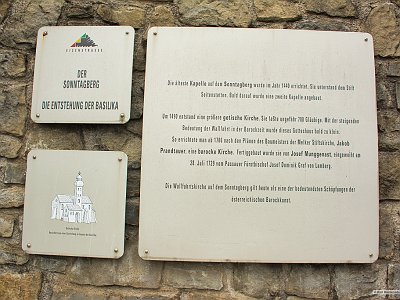 EISENSTRASSE
DER
SONNTAGBERG
DIE ENTSTEHUNG DER BASILIKA
Die älteste Kapelle auf dem Sonntagberg wurde im Jahr 1440 errichtet. Sie unterstand dem Stift
Seitenstetten. Bald darauf wurde eine zweite Kapelle angebaut.
Um 1490 entstand eine größere gotische Kirche. Sie faßte ungefähr 700 Gläubige. Mit der steigenden
Bedeutung der Wallfahrt in der Barockzeit wurde dieses Gotteshaus bald zu klein.
So errichtete man ab 1706 nach den Plänen des Baumeisters der Melker Stiftskirche, Jakob
Prandtauer, eine barocke Kirche. Fertiggebaut wurde sie von Josef Munggenast, eingeweiht am
28. Juli 1729 vom Passauer Fürstbischof Josef Dominik Graf von Lamberg.
Die Wallfahrtskirche auf dem Sonntagberg gilt heute als eine der bedeutendsten Schöpfungen der
österreichischen Barockkunst.